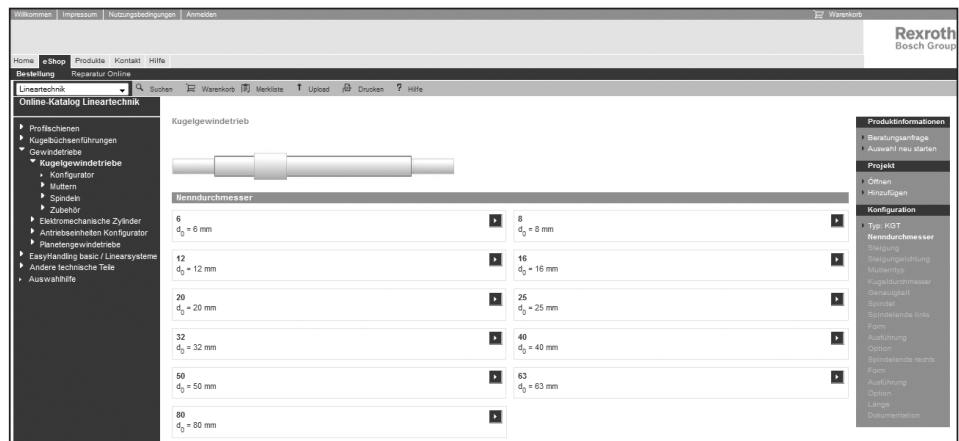 Willkommen | Impressum | Nutzungsbedingungen | Anmelden
Warenkorb
Rexroth
Bosch Group
Home eShop Produkte Kontakt Hilfe
Bestellung Reparatur Online
Lineartechnik Suchen Warenkorb Merkliste Upload Drucken ? Hilfe
Online-Katalog Lineartechnik
Profilschienen
Kugelbüchsenführungen
Gewindetriebe
Kugelgewindetriebe
Konfigurator
Muttern
Spindeln
Zubehör
Elektromechanische Zylinder
Antriebseinheiten Konfigurator
Planetengewindetriebe
EasyHandling basic / Linearsysteme
Andere technische Teile
Auswahlhilfe
Kugelgewindetrieb
Nenndurchmesser
6
d0 = 6 mm
8
d0 = 8 mm
12
d0 = 12 mm
16
d0 = 16 mm
20
d0 = 20 mm
25
d0 = 25 mm
32
d0 = 32 mm
40
d0 = 40 mm
50
d0 = 50 mm
63
d0 = 63 mm
80
d0 = 80 mm
Produktinformationen
Beratungsanfrage
Auswahl neu starten
Projekt
Öffnen
Hinzufügen
Konfiguration
Typ: KGT
Nenndurchmesser
Steigung
Steigungsrichtung
Mutterntyp
Kugeldurchmesser
Genauigkeit
Spindel
Spindelende links
Form
Ausführung
Option
Spindelende rechts
Form
Ausführung
Option
Länge
Dokumentation